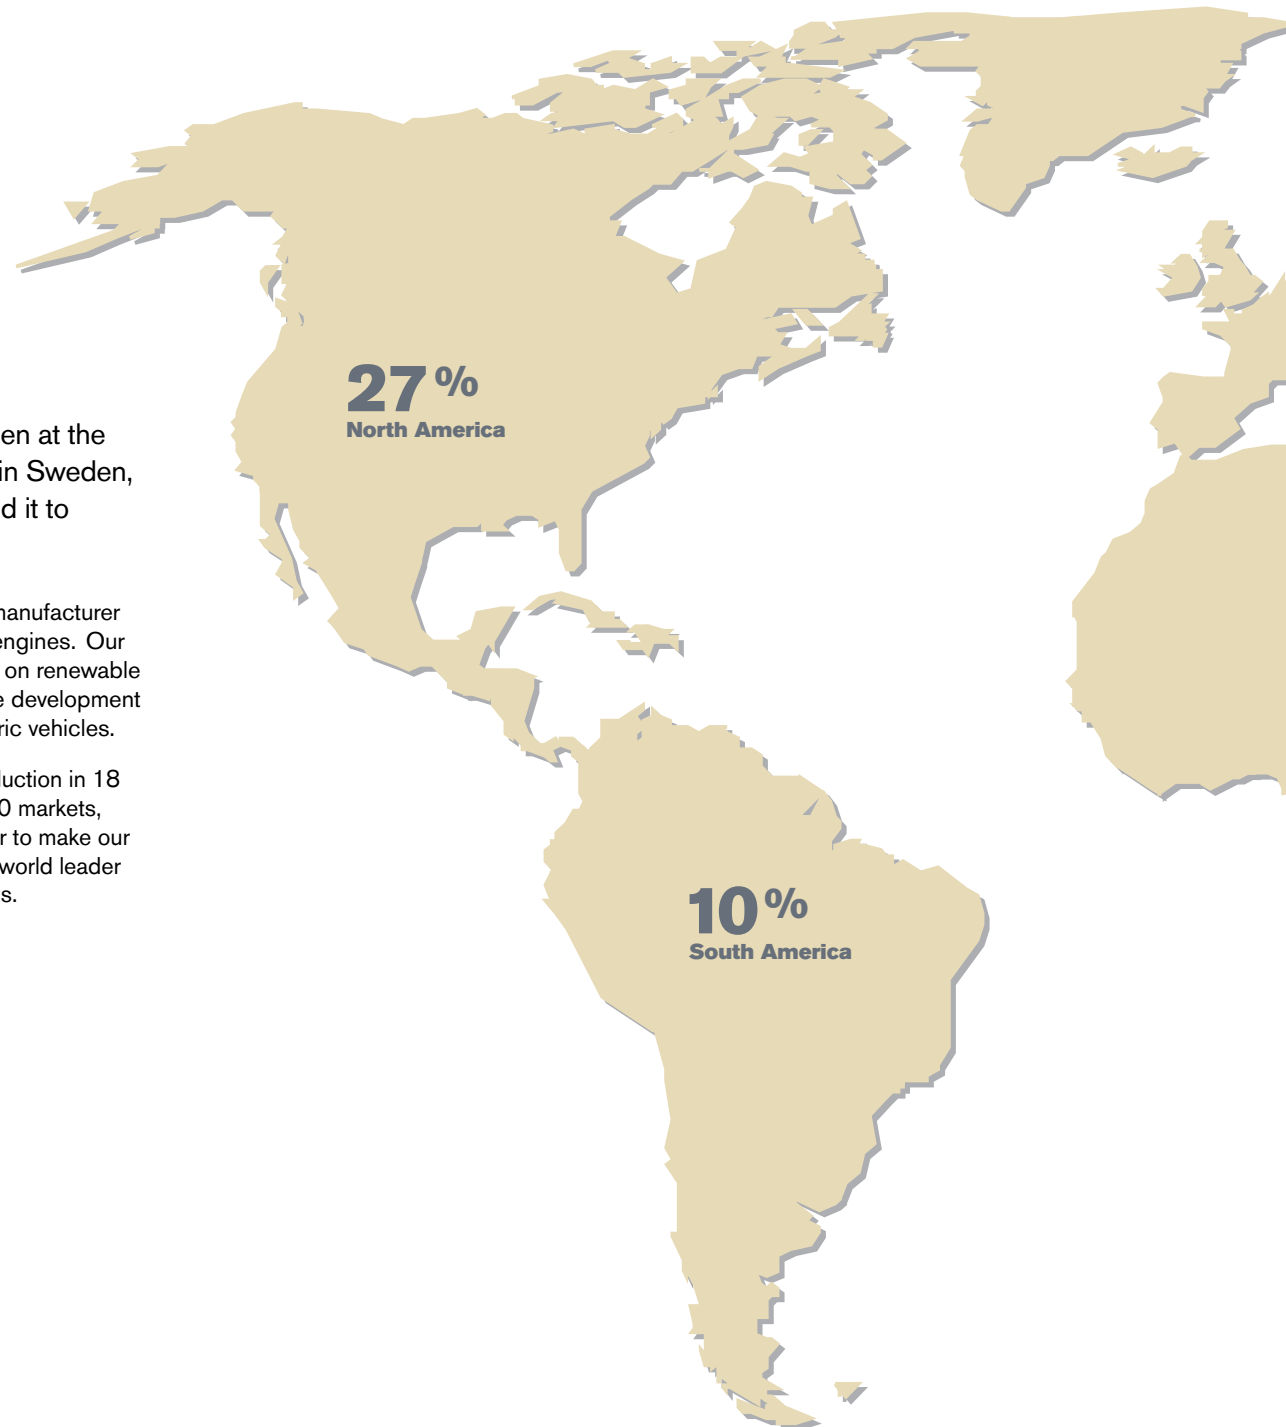 en at the
in Sweden,
d it to
manufacturer
engines. Our
on renewable
e development
ric vehicles.
luction in 18
0 markets,
r to make our
world leader
s.
27%
North America
10%
South America